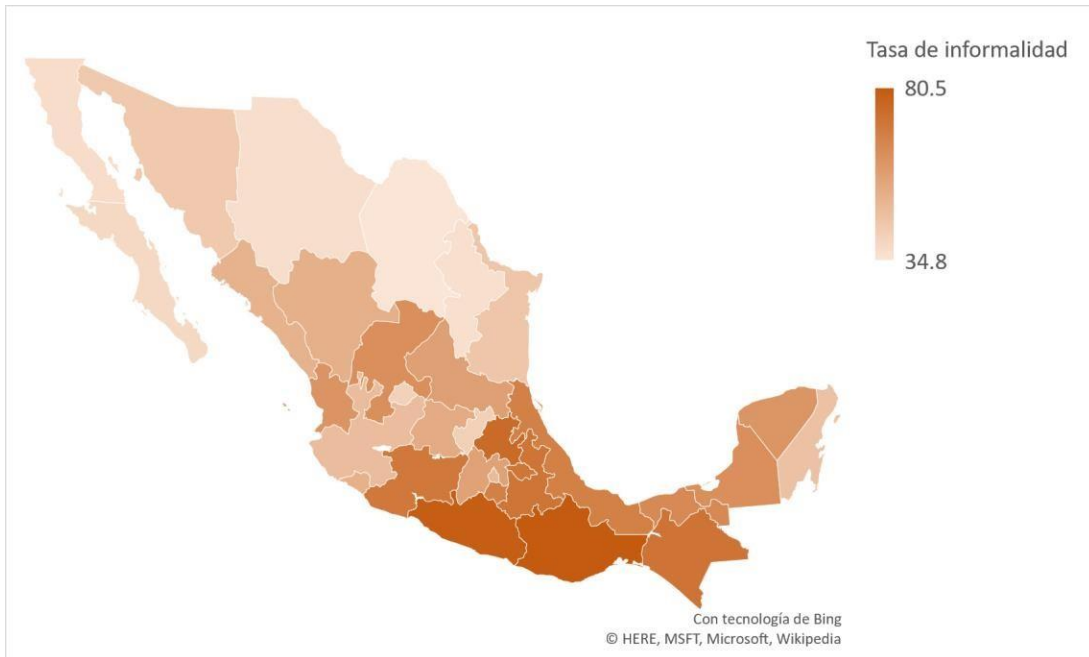 Tasa de informalidad
80.5
34.8
Con tecnología de Bing
© HERE, MSFT, Microsoft, Wikipedia